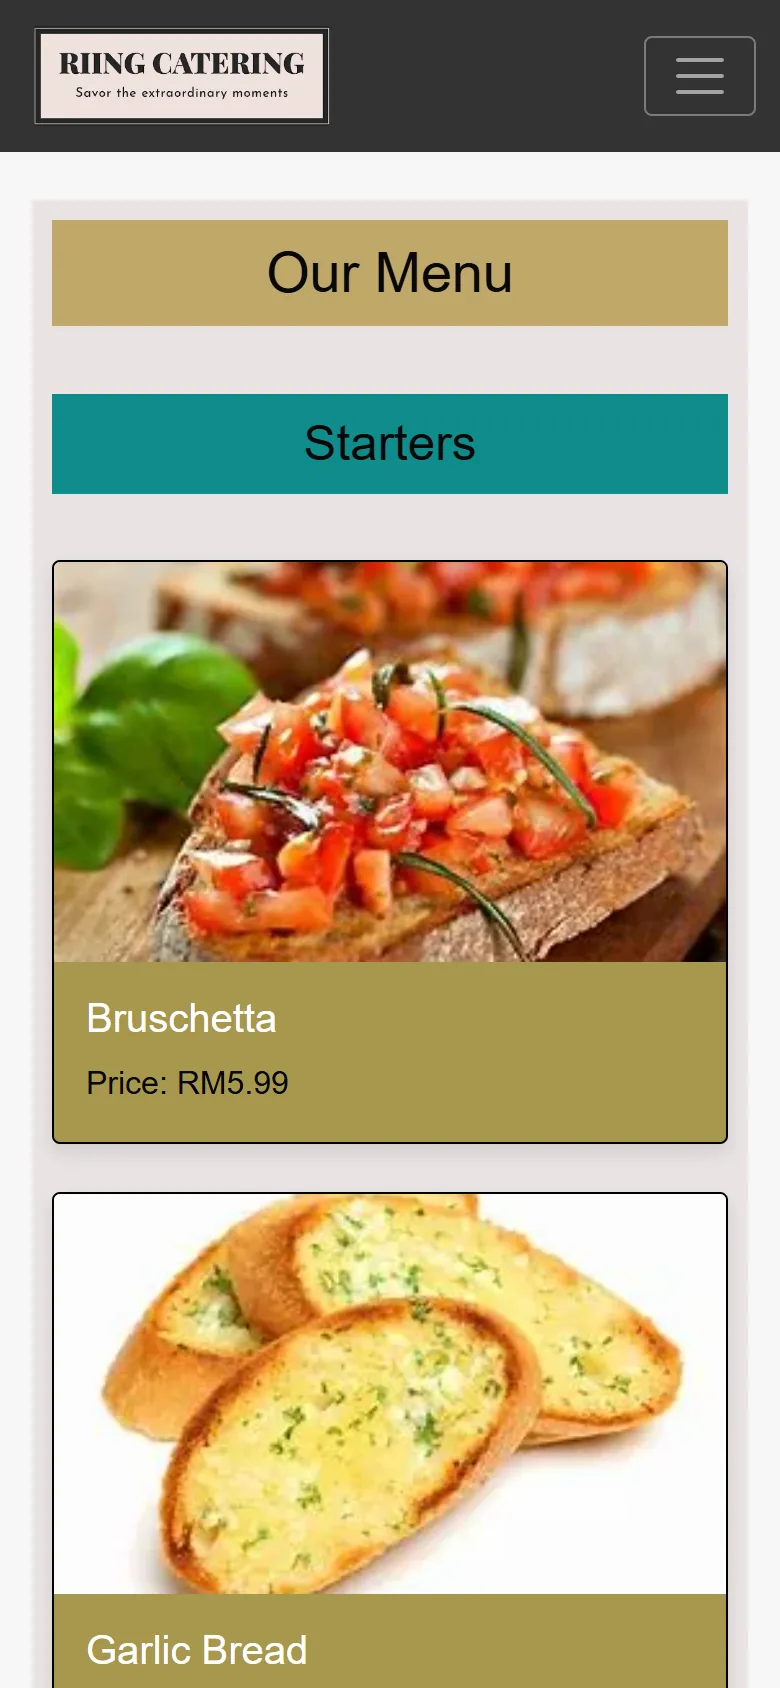 RIING CATERING
Savor the extraordinary moments
Our Menu
Starters
Bruschetta
Price: RM5.99
Garlic Bread